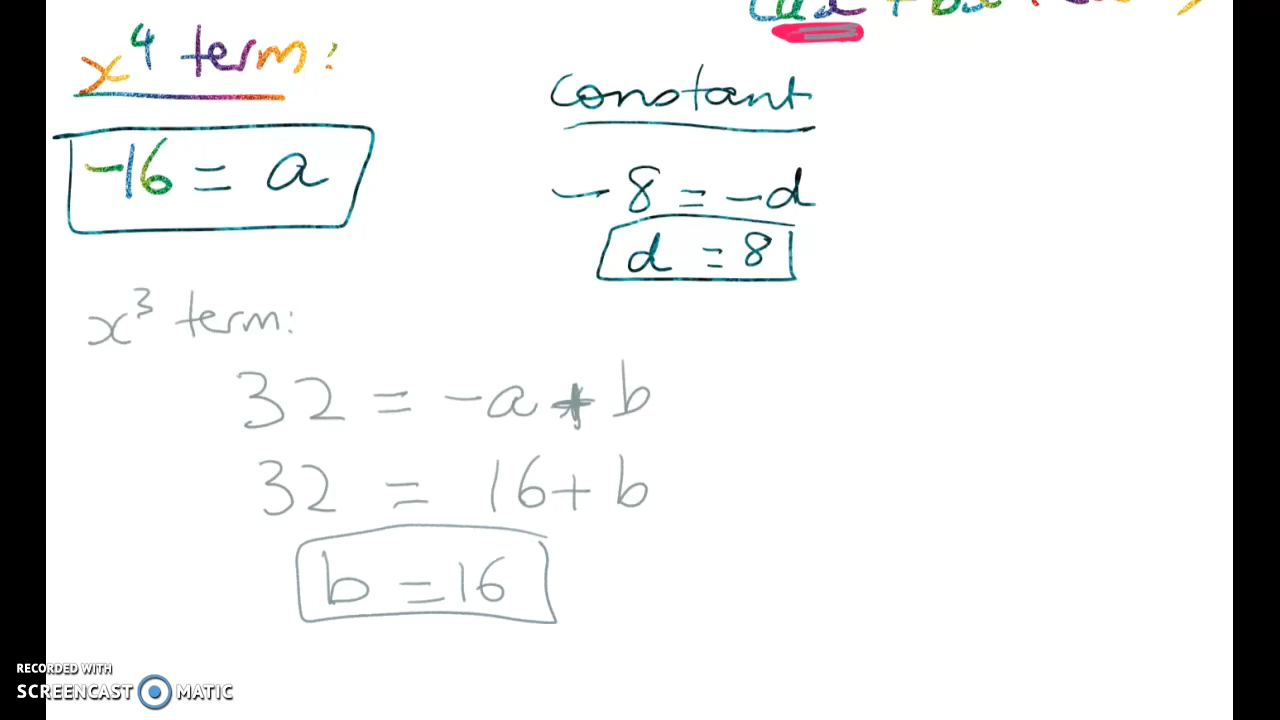 x⁴ term:
-16 = a
constant
-8 = -d
d = 8
x³ term:
32 = -a + b
32 = 16 + b
b = 16
RECORDED WITH
SCREENCAST MATIC